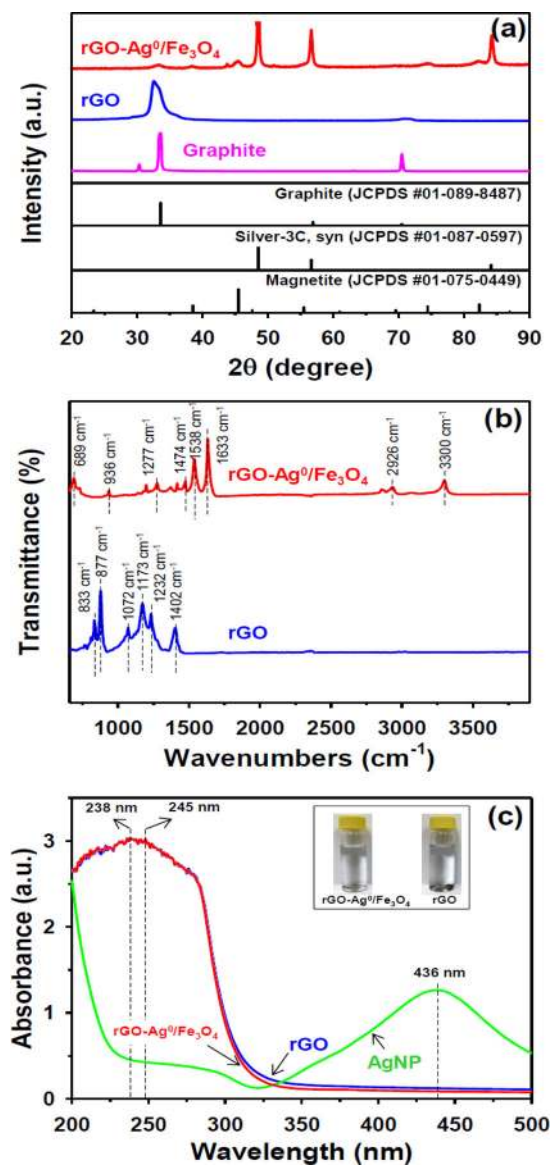 (a)
rGO-Ag⁰/Fe₃O₄
rGO
Graphite
Graphite (JCPDS #01-089-8487)
Silver-3C, syn (JCPDS #01-087-0597)
Magnetite (JCPDS #01-075-0449)
Intensity (a.u.)
20 30 40 50 60 70 80 90
2θ (degree)
(b)
689 cm⁻¹
936 cm⁻¹
1277 cm⁻¹
1474 cm⁻¹
1538 cm⁻¹
1633 cm⁻¹
2926 cm⁻¹
3300 cm⁻¹
rGO-Ag⁰/Fe₃O₄
833 cm⁻¹
877 cm⁻¹
1072 cm⁻¹
1173 cm⁻¹
1232 cm⁻¹
1402 cm⁻¹
rGO
Transmittance (%)
1000 1500 2000 2500 3000 3500
Wavenumbers (cm⁻¹)
238 nm
245 nm
(c)
rGO-Ag⁰/Fe₃O₄
rGO
436 nm
rGO-Ag⁰/Fe₃O₄
rGO
AgNP
Absorbance (a.u.)
3
2
1
0
200 250 300 350 400 450 500
Wavelength (nm)